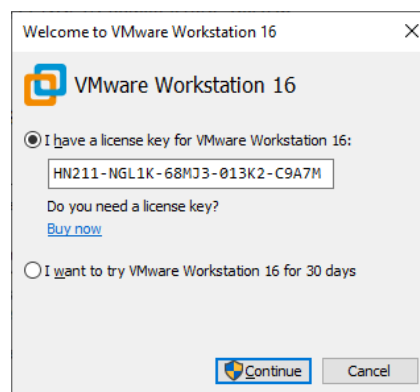 Welcome to VMware Workstation 16
VMware Workstation 16
I have a license key for VMware Workstation 16:
HN211-NGL1K-68MJ3-013K2-C9A7M
Do you need a license key?
Buy now
I want to try VMware Workstation 16 for 30 days
Continue Cancel